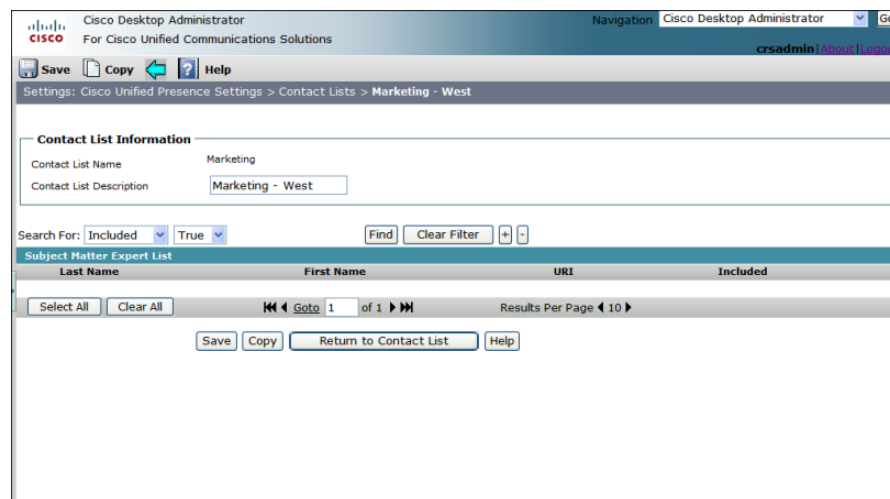 Cisco Desktop Administrator
Navigation Cisco Desktop Administrator
CISCO For Cisco Unified Communications Solutions
crsadmin|About|Logout
Save Copy ? Help
Settings: Cisco Unified Presence Settings > Contact Lists > Marketing - West
Contact List Information
Contact List Name Marketing
Contact List Description Marketing - West
Search For: Included True Find Clear Filter + -
Subject Matter Expert List
Last Name First Name URI Included
Select All Clear All Goto 1 of 1 Results Per Page 10
Save Copy Return to Contact List Help